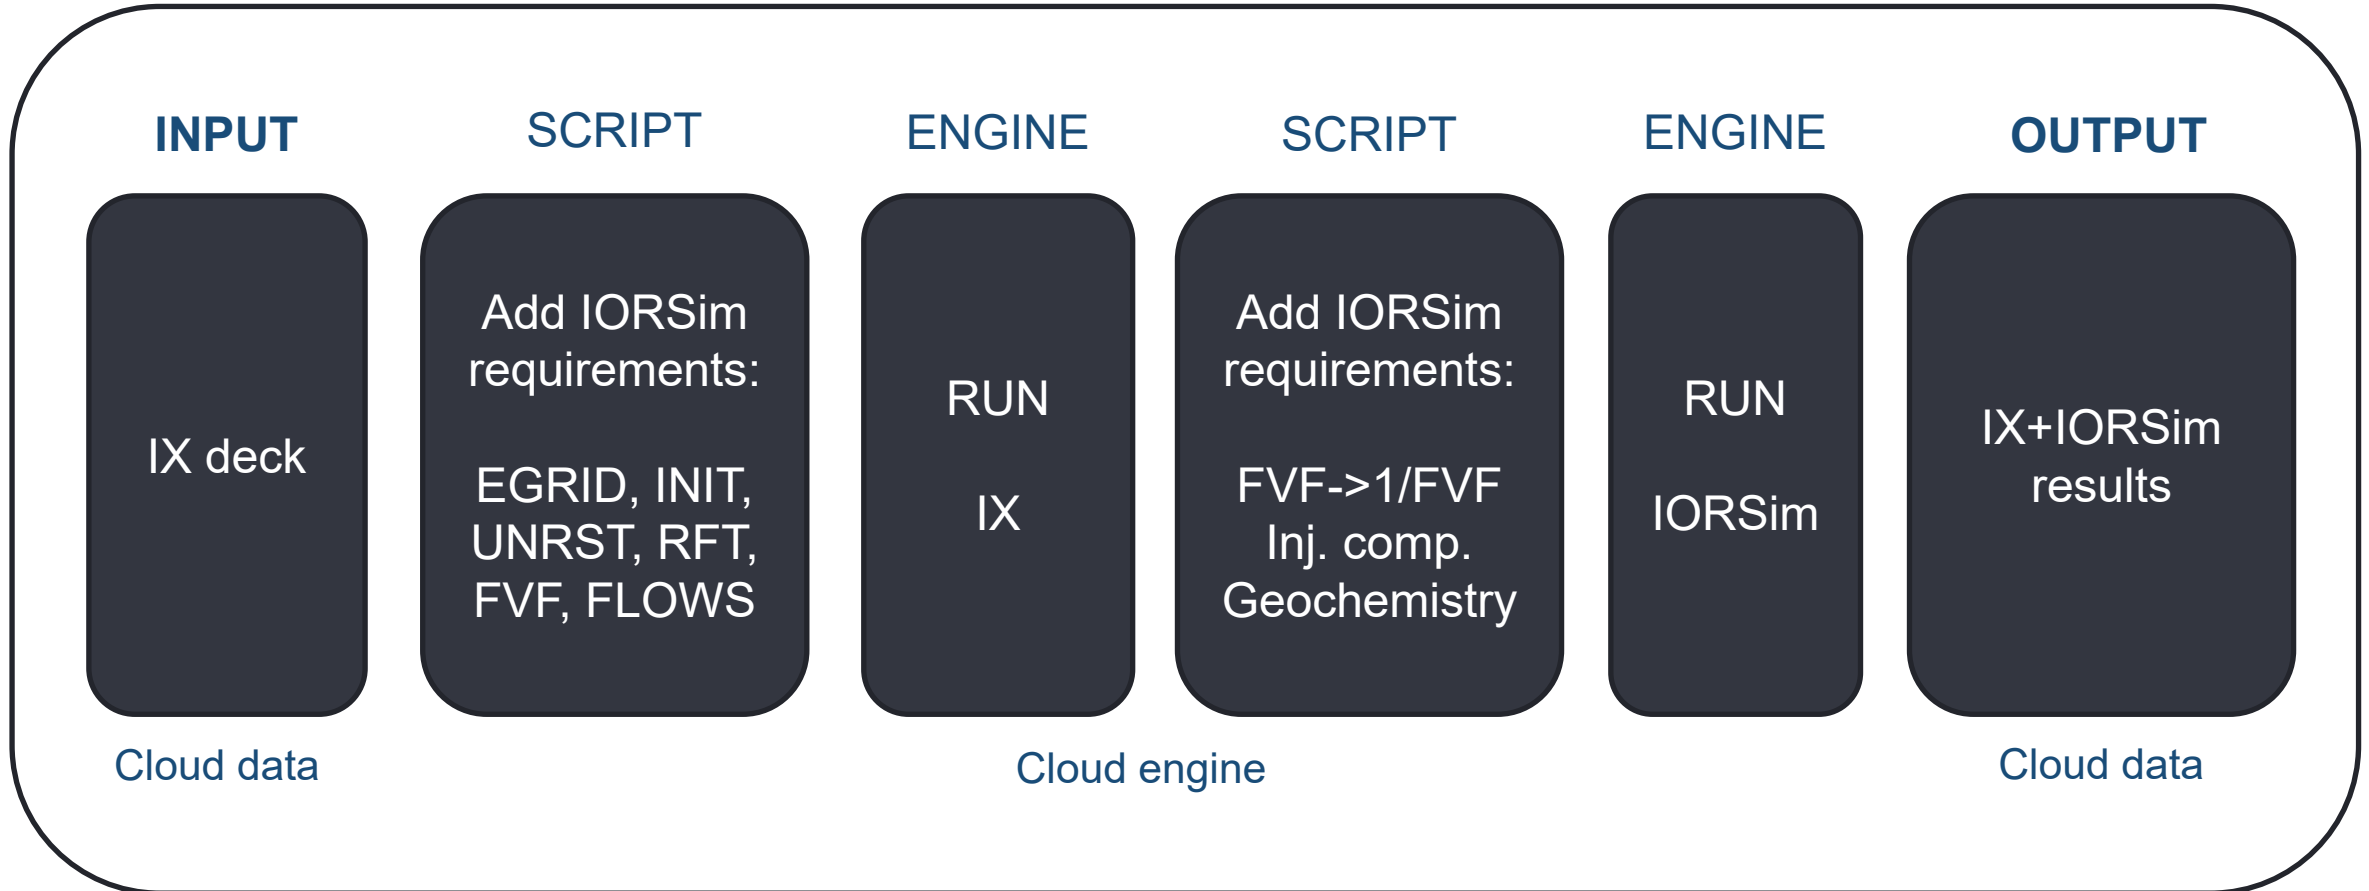 INPUT
IX deck
Cloud data
SCRIPT
Add IORSim
requirements:
EGRID, INIT,
UNRST, RFT,
FVF, FLOWS
ENGINE
RUN
IX
SCRIPT
Add IORSim
requirements:
FVF->1/FVF
Inj. comp.
Geochemistry
Cloud engine
ENGINE
RUN
IORSim
OUTPUT
IX+IORSim
results
Cloud data